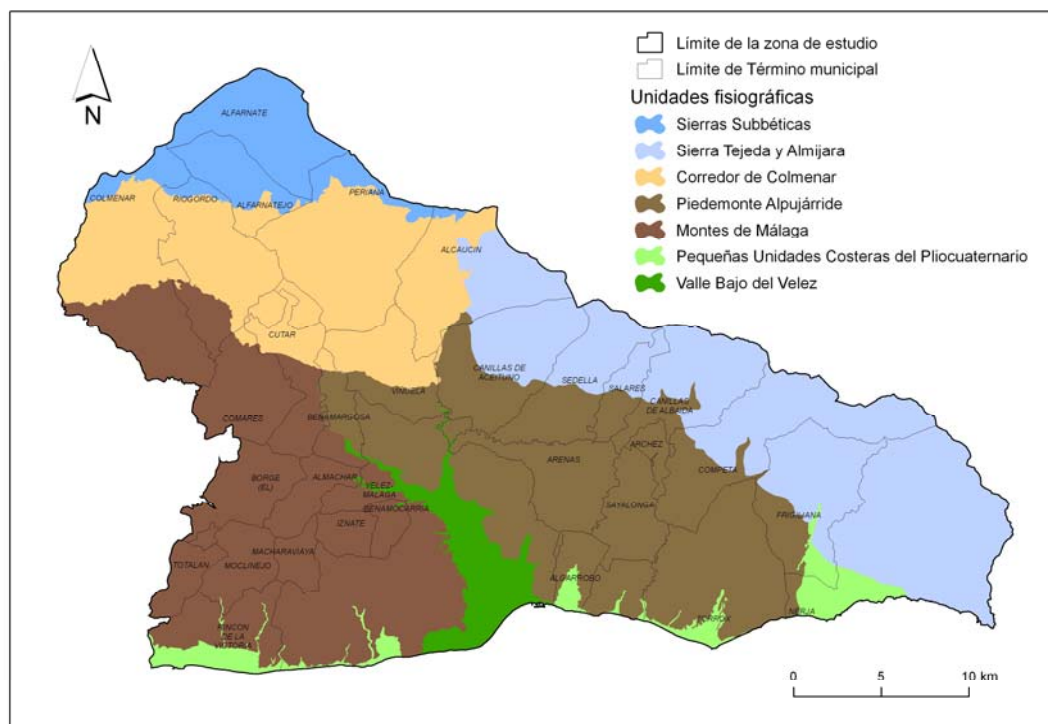 N
Límite de la zona de estudio
Límite de Término municipal
Unidades fisiográficas
Sierras Subbéticas
Sierra Tejeda y Almijara
Corredor de Colmenar
Piedemonte Alpujárride
Montes de Málaga
Pequeñas Unidades Costeras del Pliocuaternario
Valle Bajo del Velez
ALFARNATE
COLMENAR
RIOGORDO
ALFARNATEJO
PERIANA
ALCAUCIN
CUTAR
VIÑUELA
CANILLAS DE
ACEITUNO
SEDELLA
SALARES
CANILLAS
DE ALBAIDA
COMARES
BENAMARGOSA
ARENAS
ARCHEZ
COMPETA
BORGE
(EL)
ALMACHAR
VELEZ-
MALAGA
BENAMOCARRA
IZNATE
SAYALONGA
FRIGILIANA
TOTALAN
MOCLINEJO
MACHARAVIAYA
ALGARROBO
RINCON
DE LA
VICTORIA
TORROX
NERJA
0 5 10 km